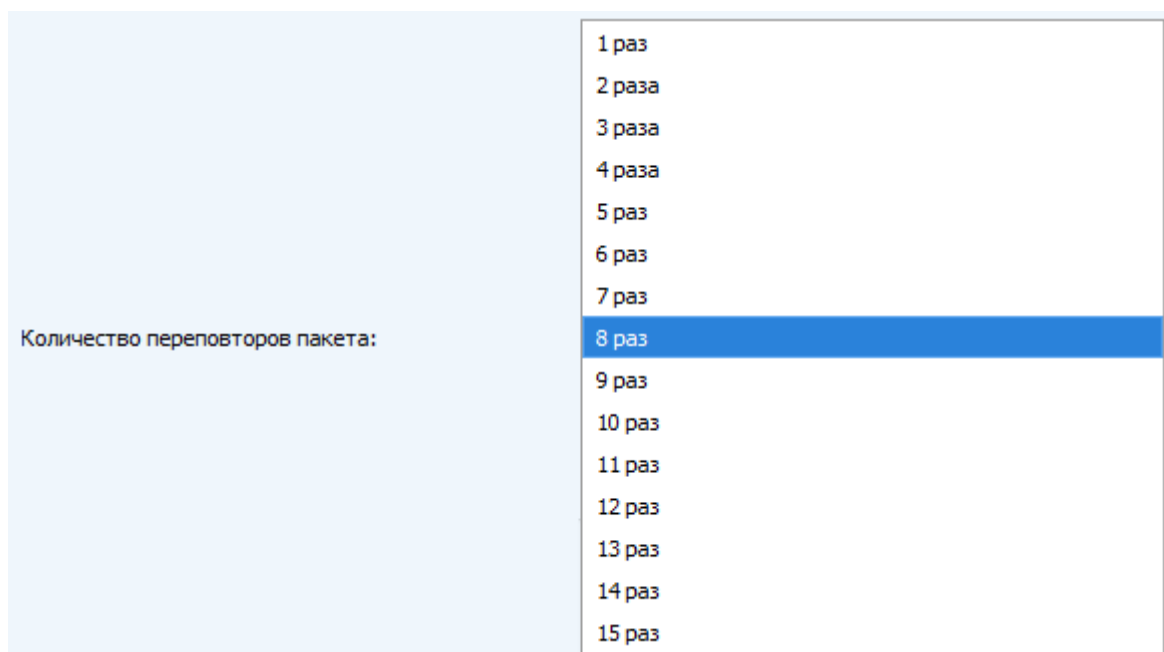 1 раз
2 раза
3 раза
4 раза
5 раз
6 раз
7 раз
Количество переповторов пакета: 8 раз
9 раз
10 раз
11 раз
12 раз
13 раз
14 раз
15 раз